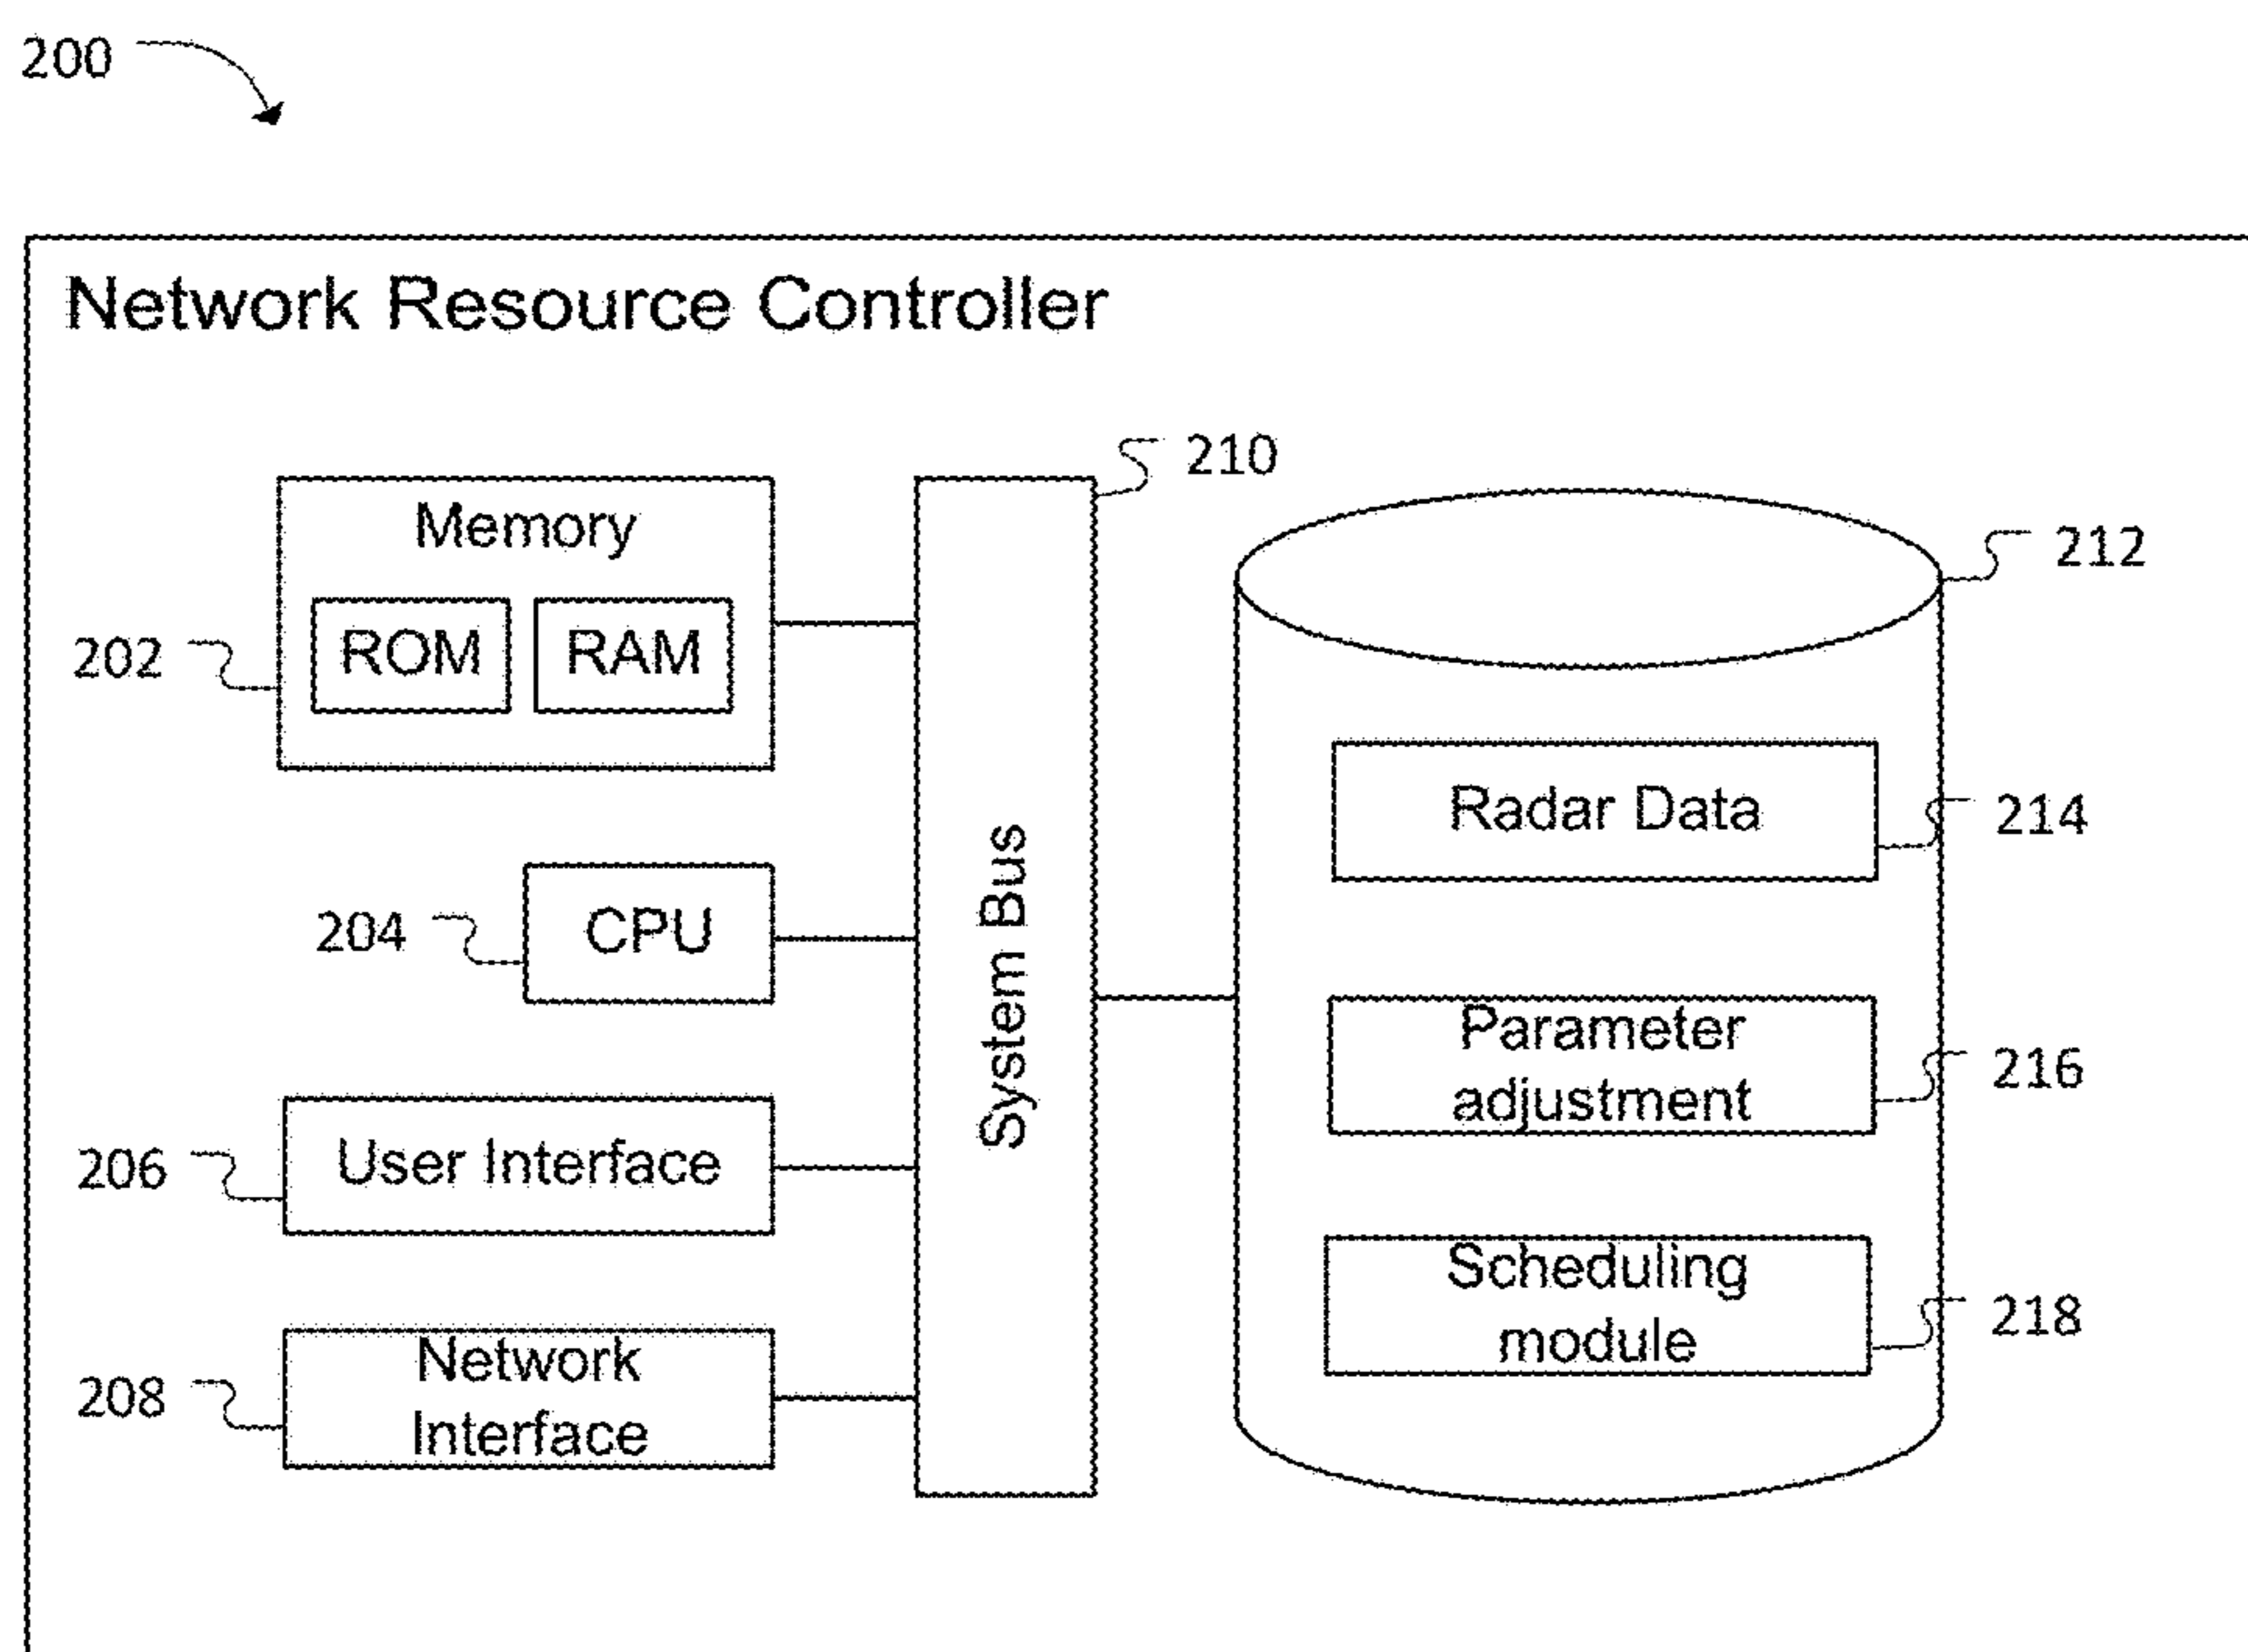 200
Network Resource Controller
Memory
ROM RAM
202
CPU
204
User Interface
206
Network
Interface
208
System Bus
210
212
Radar Data
214
Parameter
adjustment
216
Scheduling
module
218